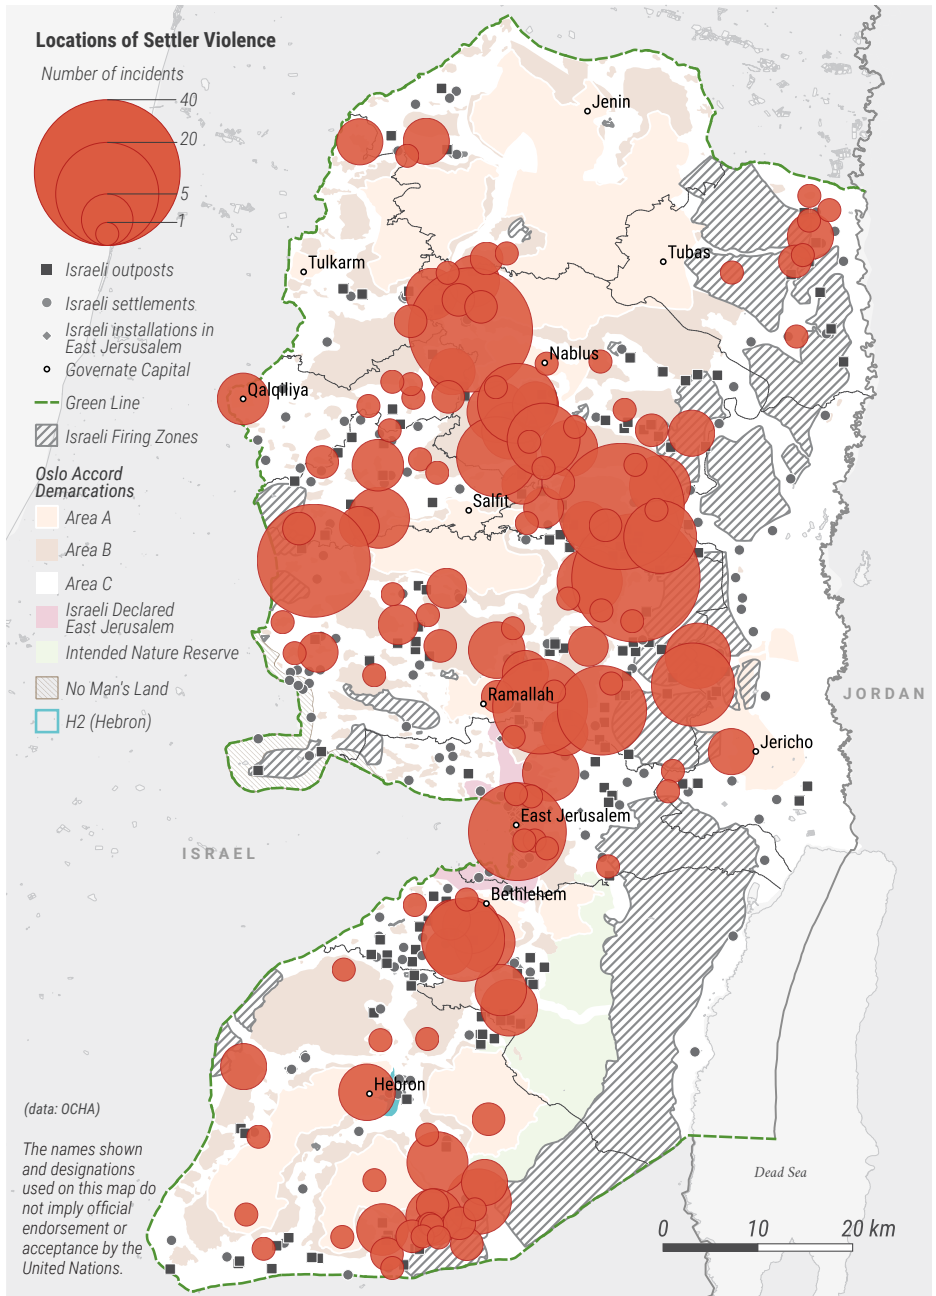 Locations of Settler Violence
Number of incidents
40
20
5
1
Israeli outposts
Israeli settlements
Israeli installations in
East Jersusalem
Governate Capital
Green Line
Israeli Firing Zones
Oslo Accord
Demarcations
Area A
Area B
Area C
Israeli Declared
East Jerusalem
Intended Nature Reserve
No Man's Land
H2 (Hebron)
Jenin
Tubas
Tulkarm
Nablus
Qalqiliya
Salfit
Ramallah
JORDAN
Jericho
East Jerusalem
ISRAEL
Bethlehem
Hebron
(data: OCHA)
The names shown
and designations
used on this map do
not imply official
endorsement or
acceptance by the
United Nations.
Dead Sea
0 10 20 km